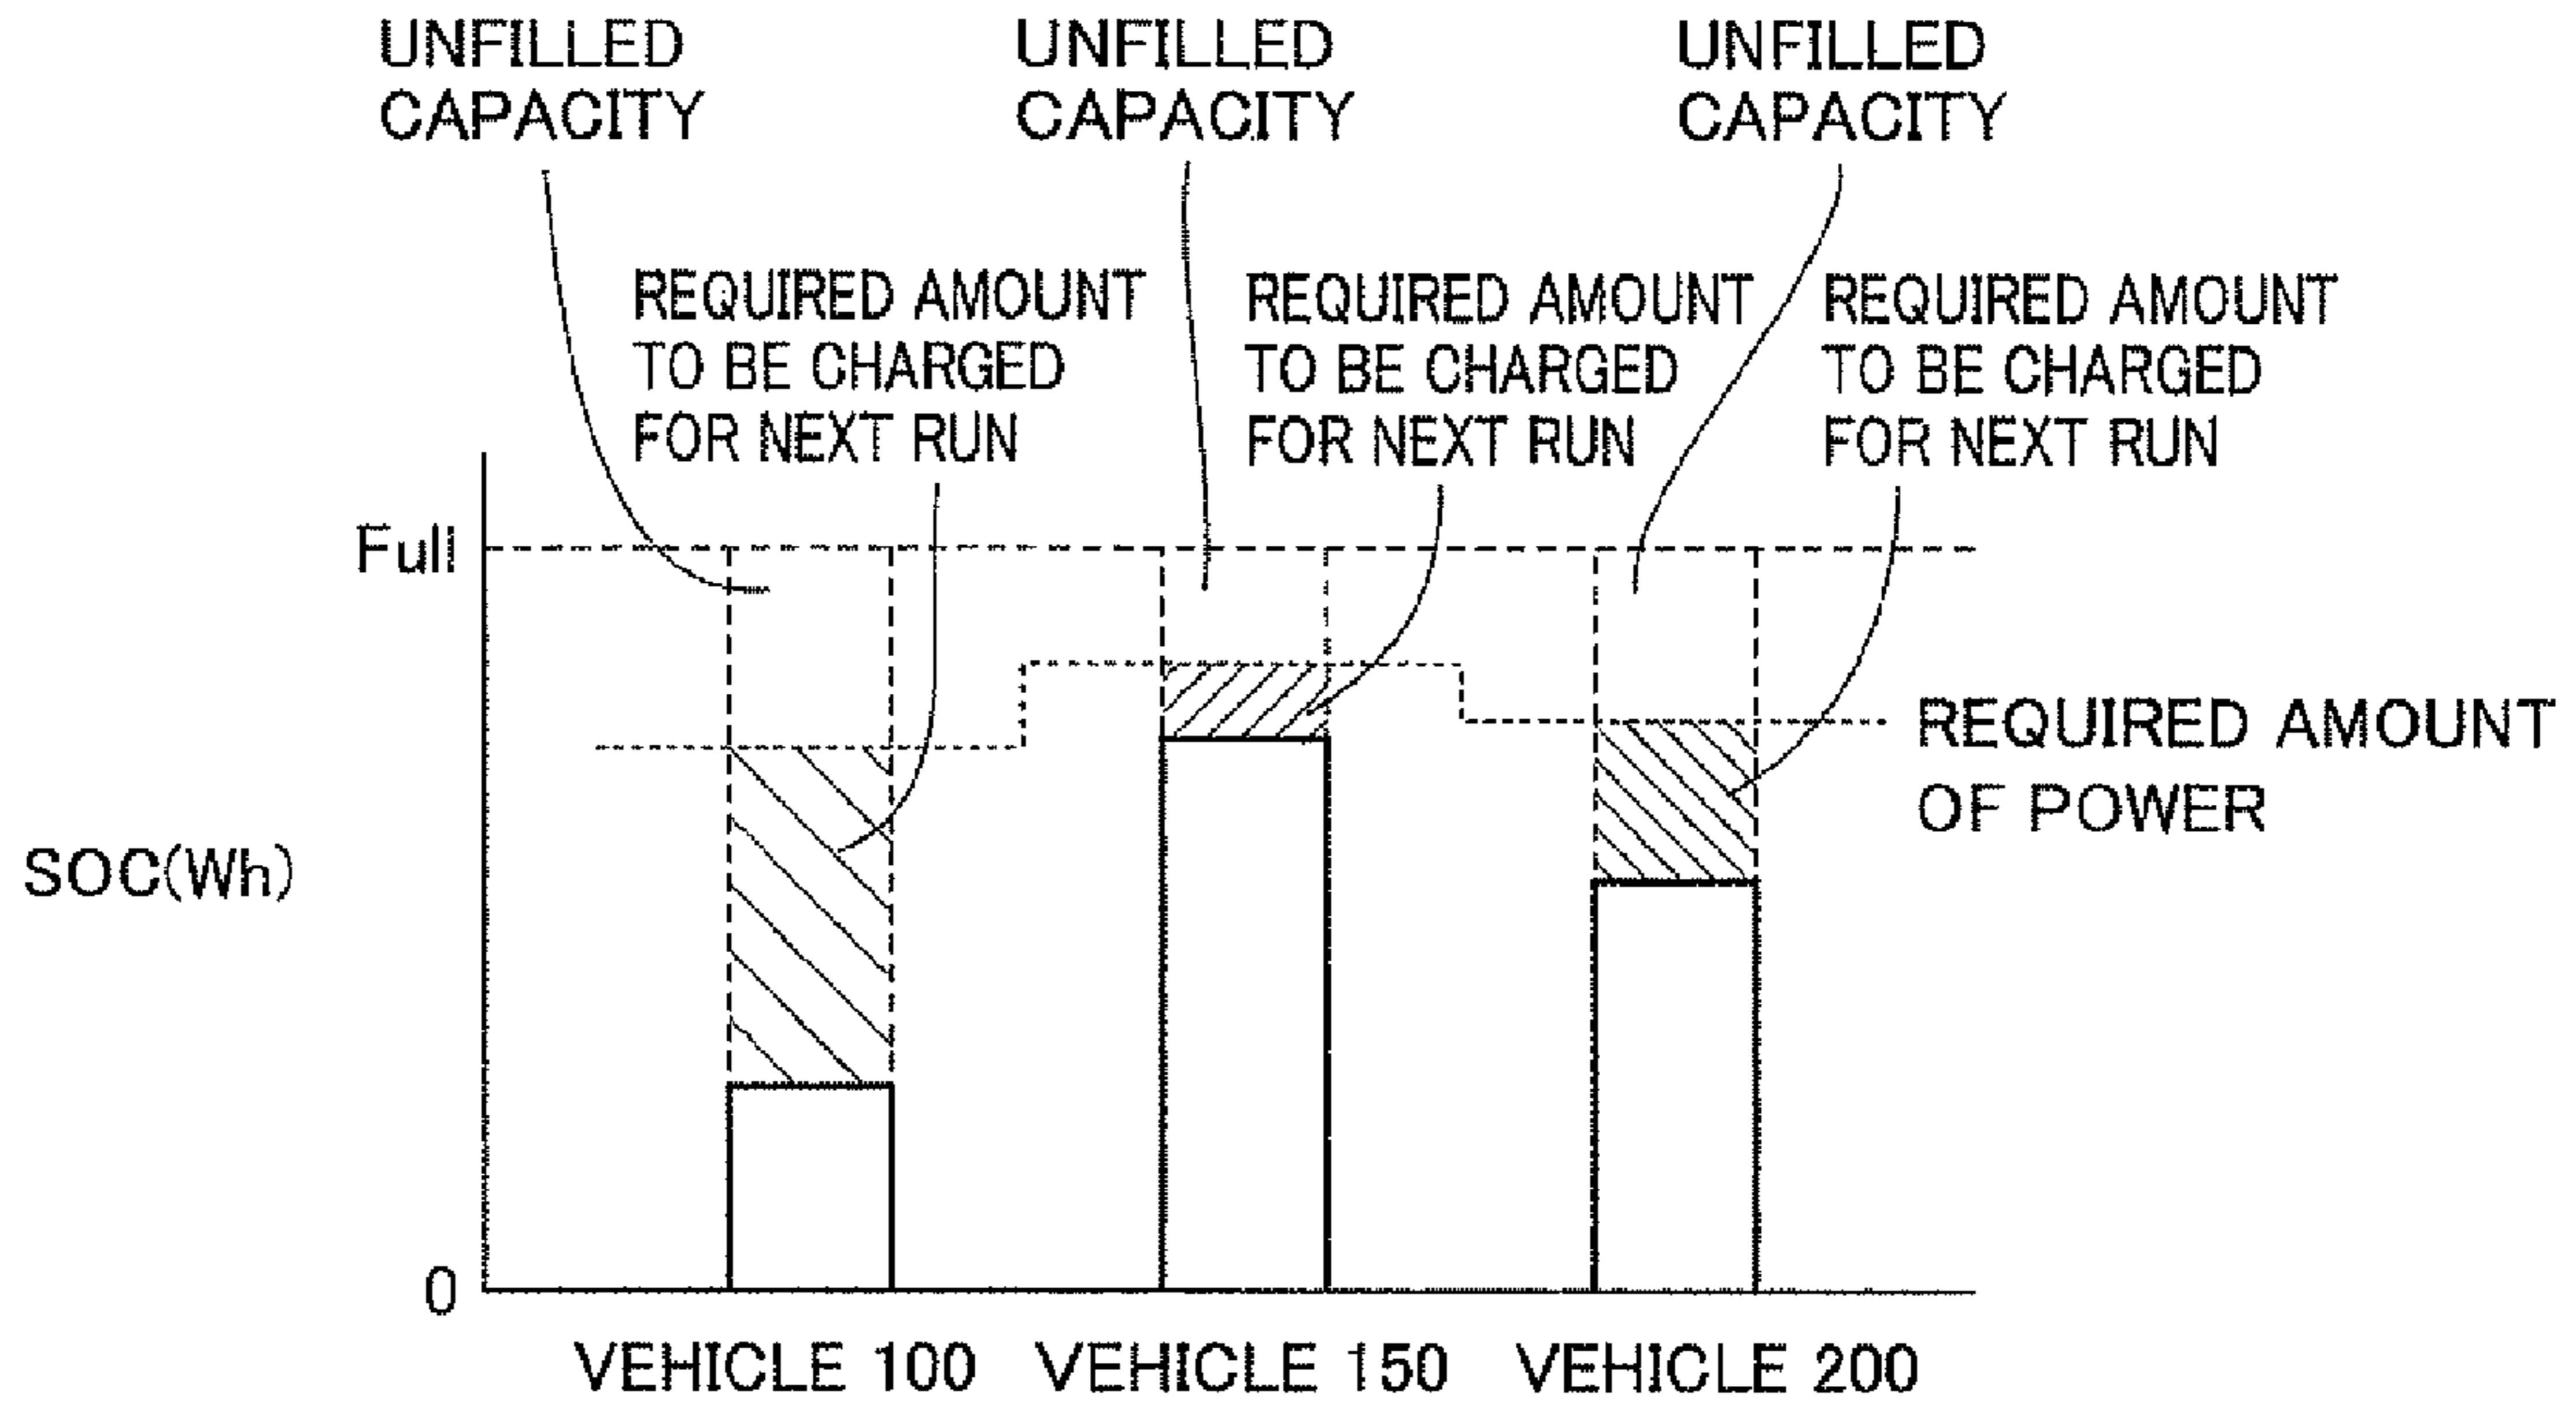 UNFILLED
CAPACITY
UNFILLED
CAPACITY
UNFILLED
CAPACITY
REQUIRED AMOUNT
TO BE CHARGED
FOR NEXT RUN
REQUIRED AMOUNT
TO BE CHARGED
FOR NEXT RUN
REQUIRED AMOUNT
TO BE CHARGED
FOR NEXT RUN
Full
REQUIRED AMOUNT
OF POWER
SOC(Wh)
0
VEHICLE 100
VEHICLE 150
VEHICLE 200